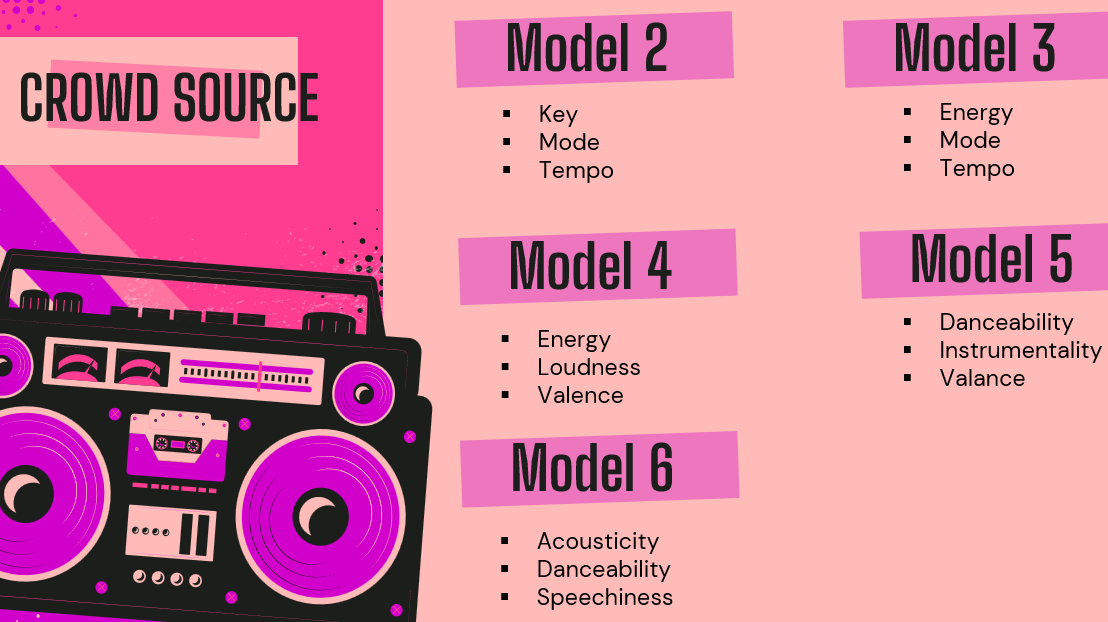 CROWD SOURCE
Model 2
▪ Key
▪ Mode
▪ Tempo
Model 3
▪ Energy
▪ Mode
▪ Tempo
Model 4
▪ Energy
▪ Loudness
▪ Valence
Model 5
▪ Danceability
▪ Instrumentality
▪ Valance
Model 6
▪ Acousticity
▪ Danceability
▪ Speechiness